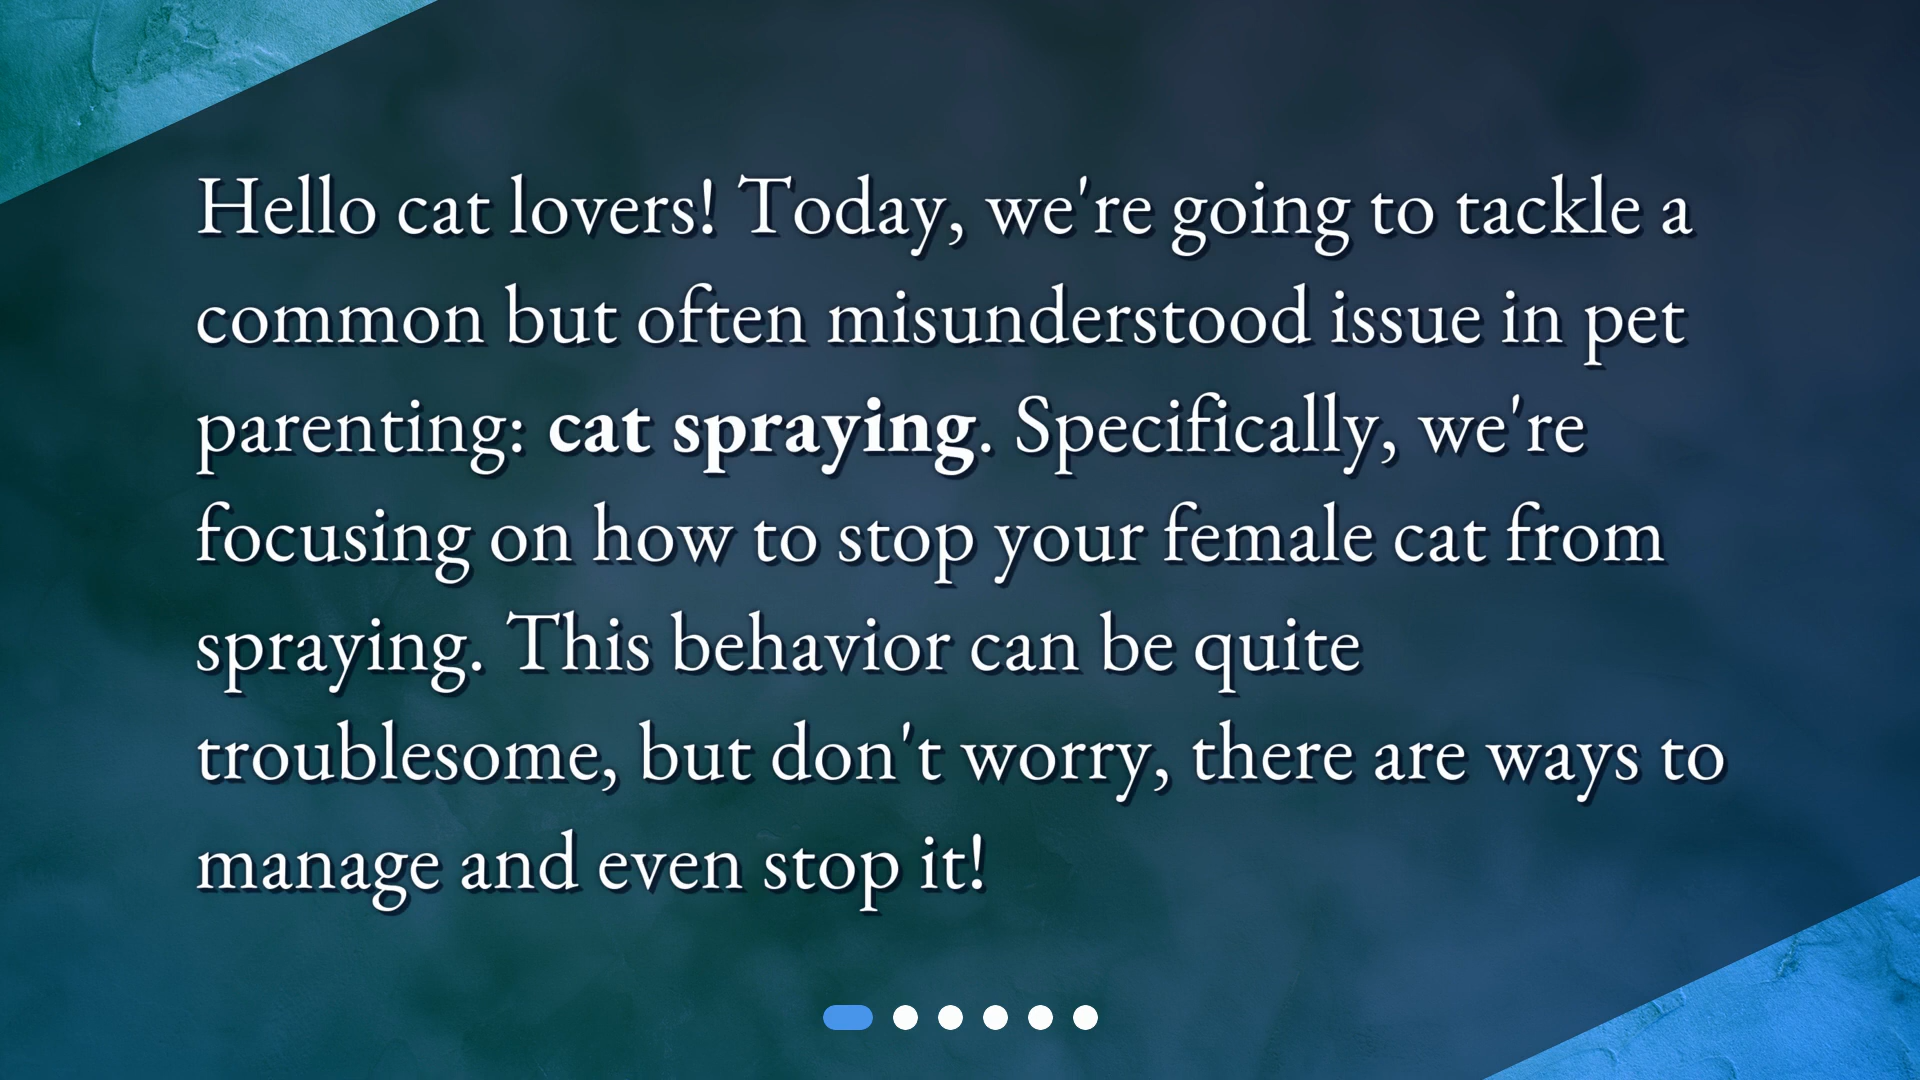 Hello cat lovers! Today, we're going to tackle a
common but often misunderstood issue in pet
parenting: cat spraying. Specifically, we're
focusing on how to stop your female cat from
spraying. This behavior can be quite
troublesome, but don't worry, there are ways to
manage and even stop it!